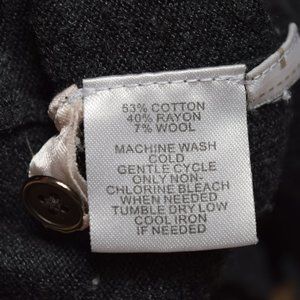 53% COTTON
40% RAYON
7% WOOL
MACHINE WASH
COLD
GENTLE CYCLE
ONLY NON-
CHLORINE BLEACH
WHEN NEEDED
TUMBLE DRY LOW
COOL IRON
IF NEEDED